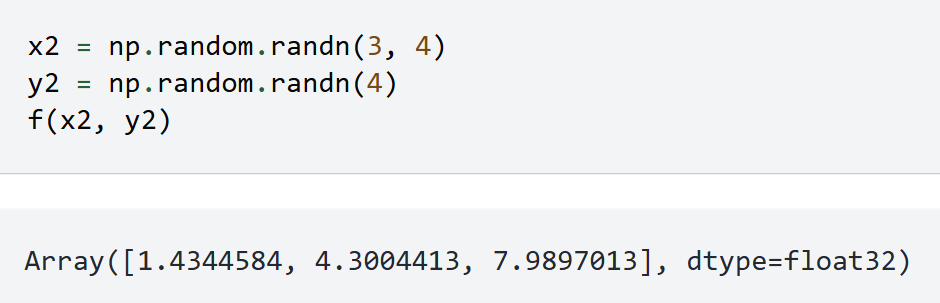 x2 = np.random.randn(3, 4)
y2 = np.random.randn(4)
f(x2, y2)
Array([1.4344584, 4.3004413, 7.9897013], dtype=float32)